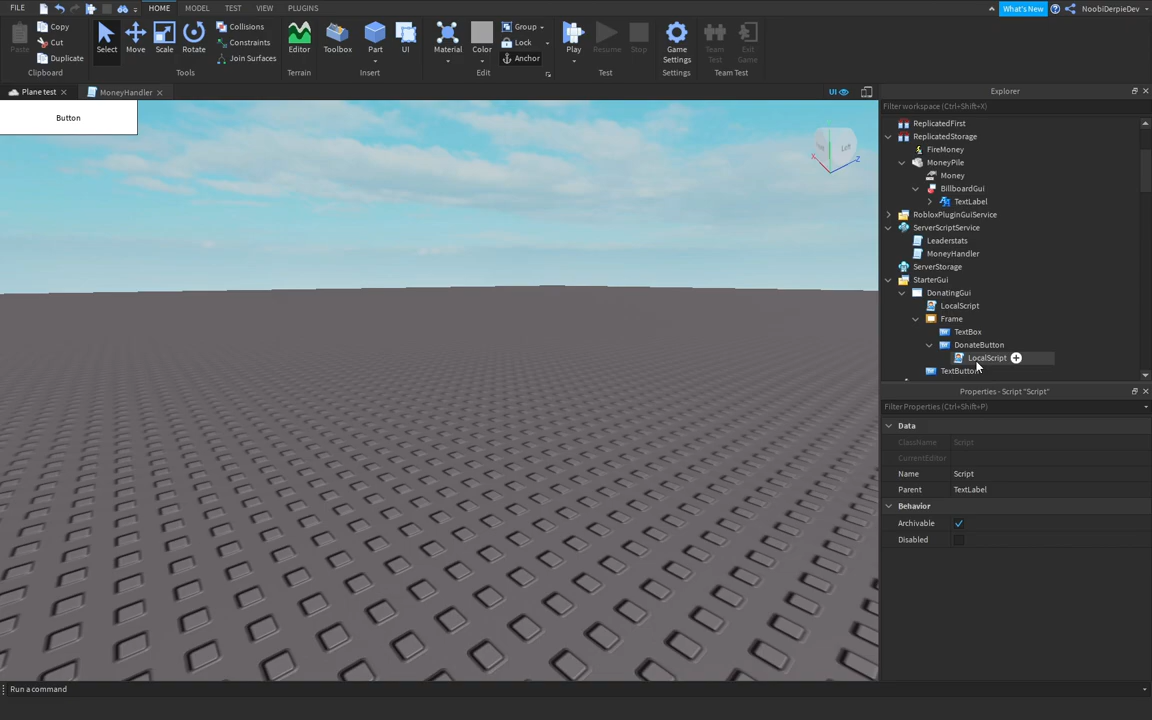 FILE HOME MODEL TEST VIEW PLUGINS What's New NoobiDerpieDev
Paste Copy Cut Duplicate
Clipboard
Select Move Scale Rotate Collisions Constraints Join Surfaces
Tools
Editor
Terrain
Toolbox Part UI
Insert
Material Color Group Lock Anchor
Edit
Play Resume Stop
Test
Game Settings
Settings
Team Test Exit Game
Team Test
Plane test MoneyHandler
Button
UI
Left
X
Z
Explorer
Filter workspace (Ctrl+Shift+X)
ReplicatedFirst
ReplicatedStorage
FireMoney
MoneyPile
Money
BillboardGui
TextLabel
RobloxPluginGuiService
ServerScriptService
Leaderstats
MoneyHandler
ServerStorage
StarterGui
DonatingGui
LocalScript
Frame
TextBox
DonateButton
LocalScript
TextButton
Properties - Script "Script"
Filter Properties (Ctrl+Shift+P)
Data
ClassName Script
CurrentEditor
Name Script
Parent TextLabel
Behavior
Archivable
Disabled
Run a command